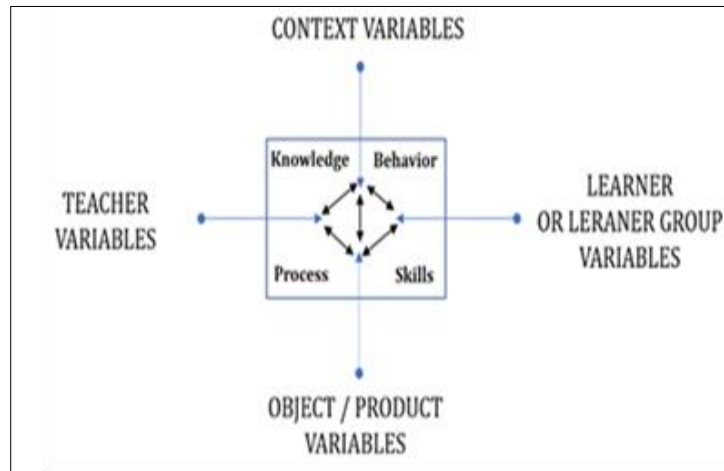 CONTEXT VARIABLES
Knowledge Behavior
TEACHER
VARIABLES
LEARNER
OR LERANER GROUP
VARIABLES
Process Skills
OBJECT / PRODUCT
VARIABLES